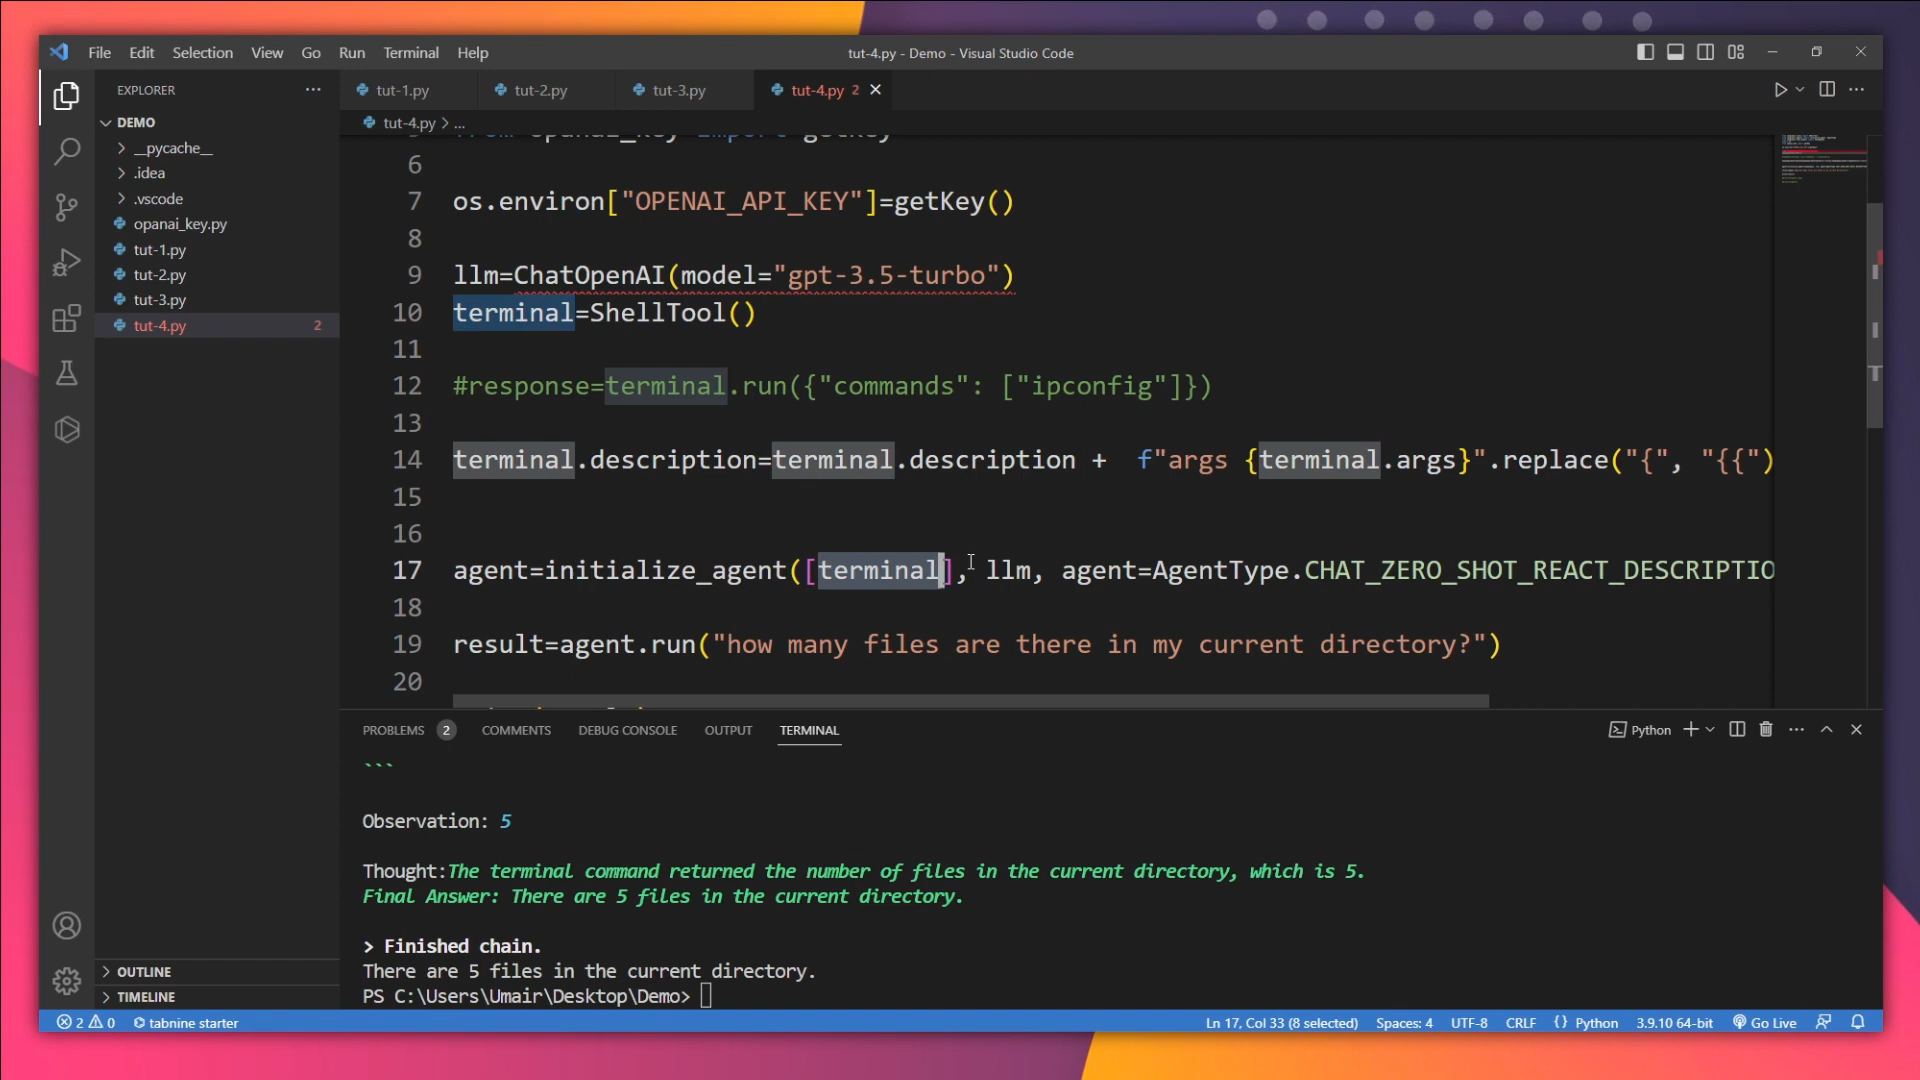 File Edit Selection View Go Run Terminal Help
tut-4.py - Demo - Visual Studio Code
EXPLORER
DEMO
__pycache__
.idea
.vscode
opanai_key.py
tut-1.py
tut-2.py
tut-3.py
tut-4.py 2
OUTLINE
TIMELINE
tut-1.py tut-2.py tut-3.py tut-4.py 2
tut-4.py > ...
from opanai_key import getKey
6
7 os.environ["OPENAI_API_KEY"]=getKey()
8
9 llm=ChatOpenAI(model="gpt-3.5-turbo")
10 terminal=ShellTool()
11
12 #response=terminal.run({"commands": ["ipconfig"]})
13
14 terminal.description=terminal.description +  f"args {terminal.args}".replace("{", "{{")
15
16
17 agent=initialize_agent([terminal], llm, agent=AgentType.CHAT_ZERO_SHOT_REACT_DESCRIPTIO
18
19 result=agent.run("how many files are there in my current directory?")
20
PROBLEMS 2 COMMENTS DEBUG CONSOLE OUTPUT TERMINAL
Python
```
Observation: 5
Thought:The terminal command returned the number of files in the current directory, which is 5.
Final Answer: There are 5 files in the current directory.
> Finished chain.
There are 5 files in the current directory.
PS C:\Users\Umair\Desktop\Demo>
2 0 tabnine starter
Ln 17, Col 33 (8 selected) Spaces: 4 UTF-8 CRLF {} Python 3.9.10 64-bit Go Live